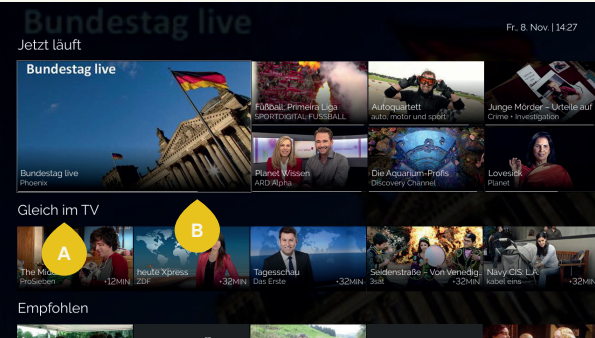 Bundestag live
Fr., 8. Nov. | 14:27
Jetzt läuft
Bundestag live
Bundestag live
Phoenix
Fußball: Primeira Liga
SPORTDIGITAL FUSSBALL
Autoquartett
auto, motor und sport
Junge Mörder – Urteile auf
Crime + Investigation
Planet Wissen
ARD Alpha
Die Aquarium-Profis
Discovery Channel
Lovesick
Planet
Gleich im TV
A
B
The Midd
ProSieben
+12MIN
heute Xpress
ZDF
+32MIN
Tagesschau
Das Erste
+32MIN
Seidenstraße – Von Venedig...
3sat
+32MIN
Navy CIS: L.A.
kabel eins
+32MIN
Empfohlen